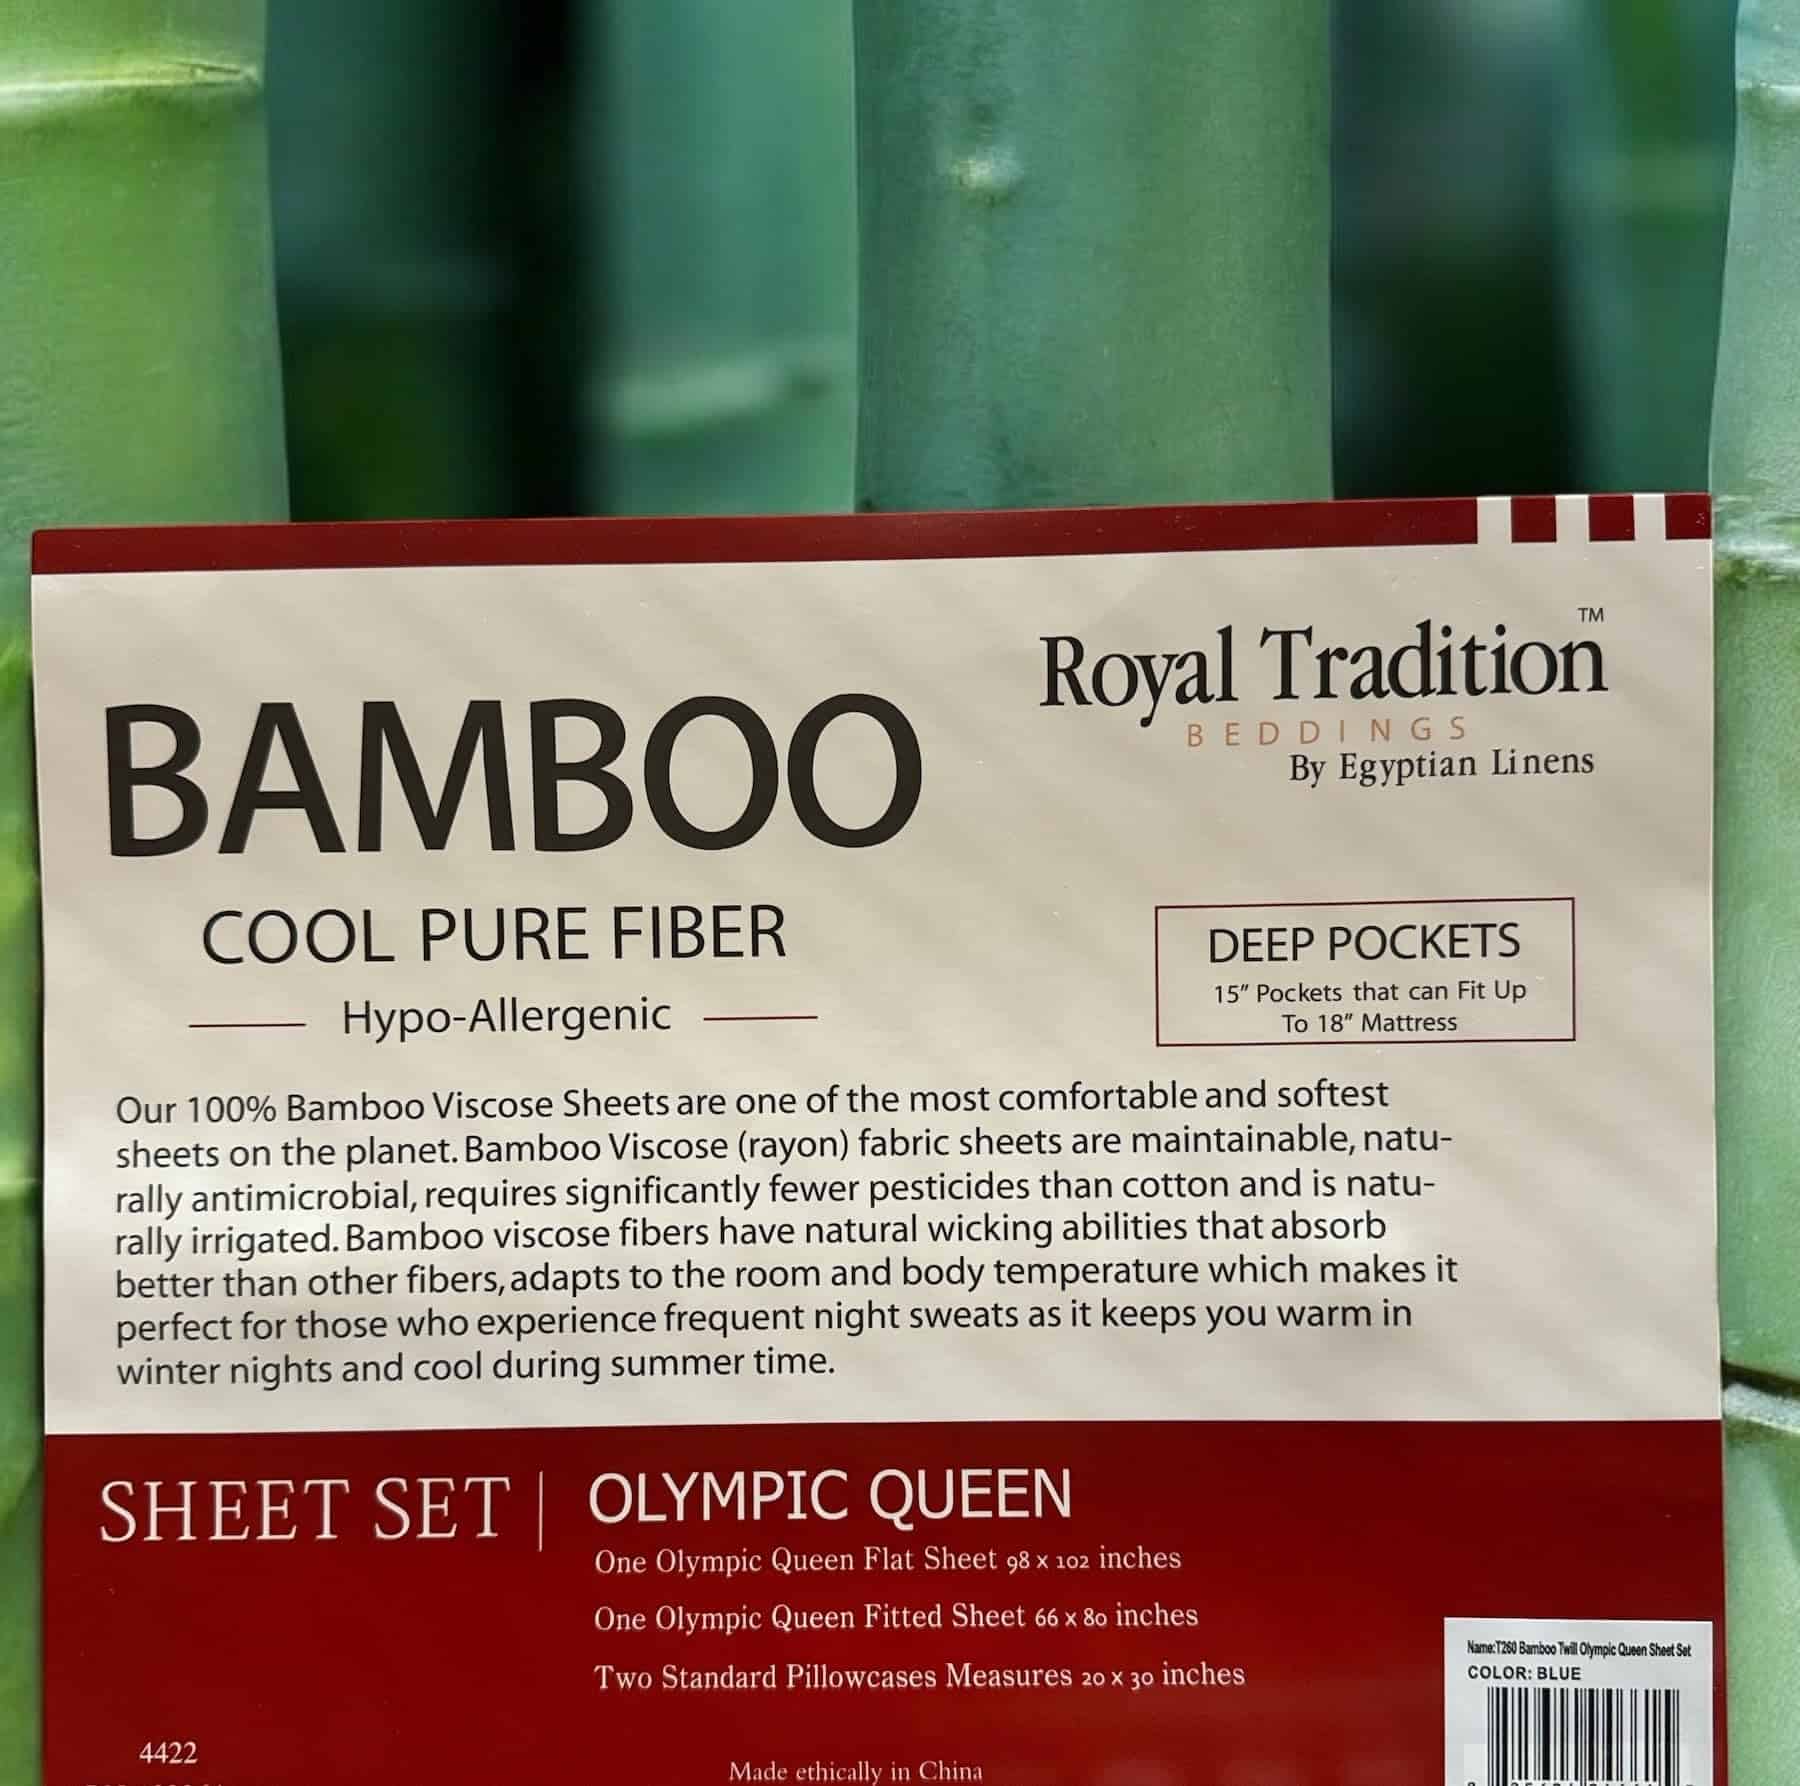 Royal Tradition™
BEDDINGS
By Egyptian Linens
BAMBOO
COOL PURE FIBER
Hypo-Allergenic
DEEP POCKETS
15” Pockets that can Fit Up
To 18” Mattress
Our 100% Bamboo Viscose Sheets are one of the most comfortable and softest
sheets on the planet. Bamboo Viscose (rayon) fabric sheets are maintainable, natu-
rally antimicrobial, requires significantly fewer pesticides than cotton and is natu-
rally irrigated. Bamboo viscose fibers have natural wicking abilities that absorb
better than other fibers, adapts to the room and body temperature which makes it
perfect for those who experience frequent night sweats as it keeps you warm in
winter nights and cool during summer time.
SHEET SET
OLYMPIC QUEEN
One Olympic Queen Flat Sheet 98 x 102 inches
One Olympic Queen Fitted Sheet 66 x 80 inches
Two Standard Pillowcases Measures 20 x 30 inches
Name:T260 Bamboo Twill Olympic Queen Sheet Set
COLOR: BLUE
4422
Made ethically in China